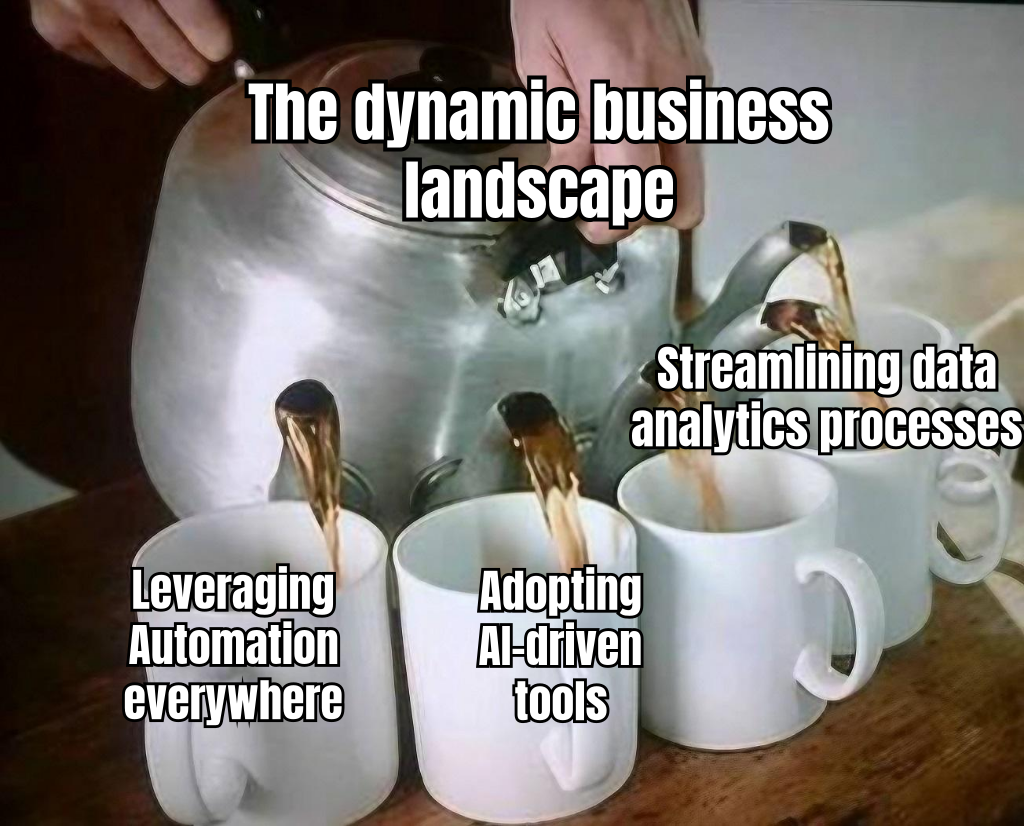 The dynamic business
landscape
Streamlining data
analytics processes
Leveraging
Automation
everywhere
Adopting
AI-driven
tools